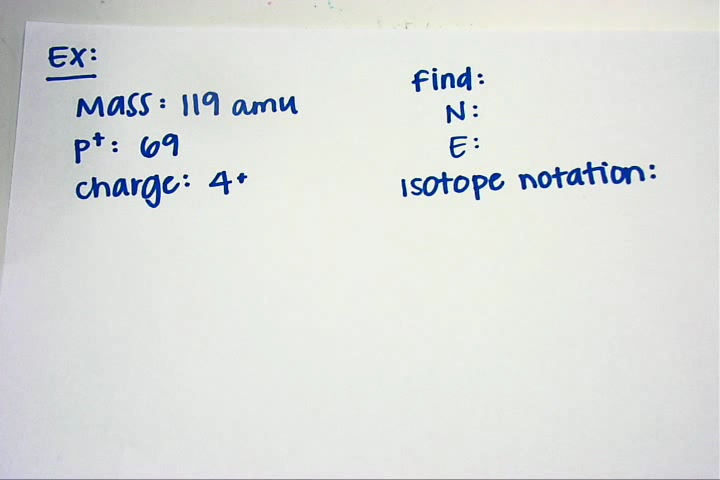 EX:
Mass: 119 amu
p⁺: 69
charge: 4⁺
Find:
N:
E:
Isotope notation: